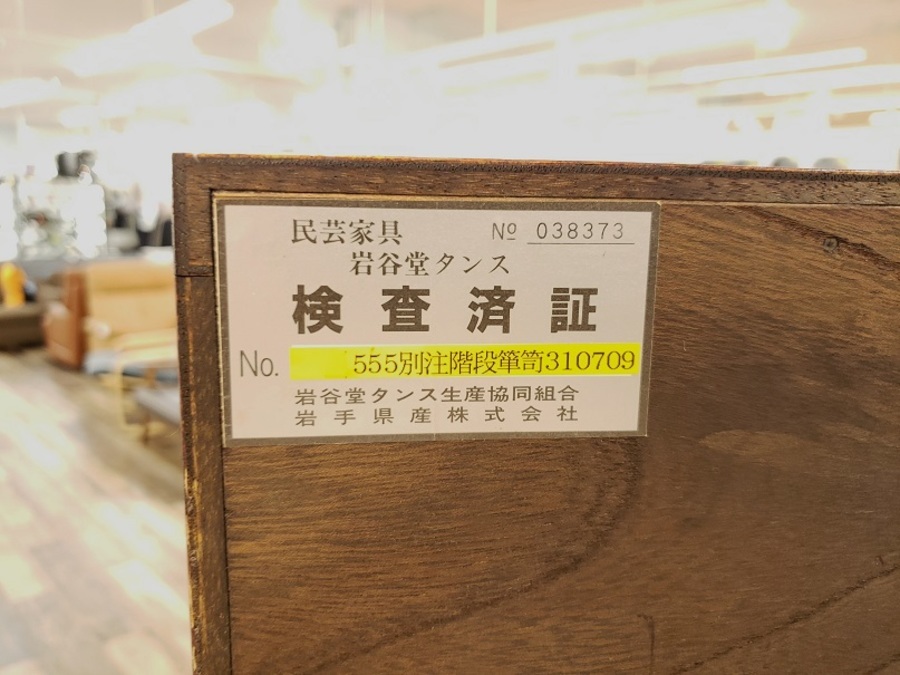 民芸家具 № 038373
岩谷堂タンス
検査済証
No. 555別注階段箪笥310709
岩谷堂タンス生産協同組合
岩手県産株式会社